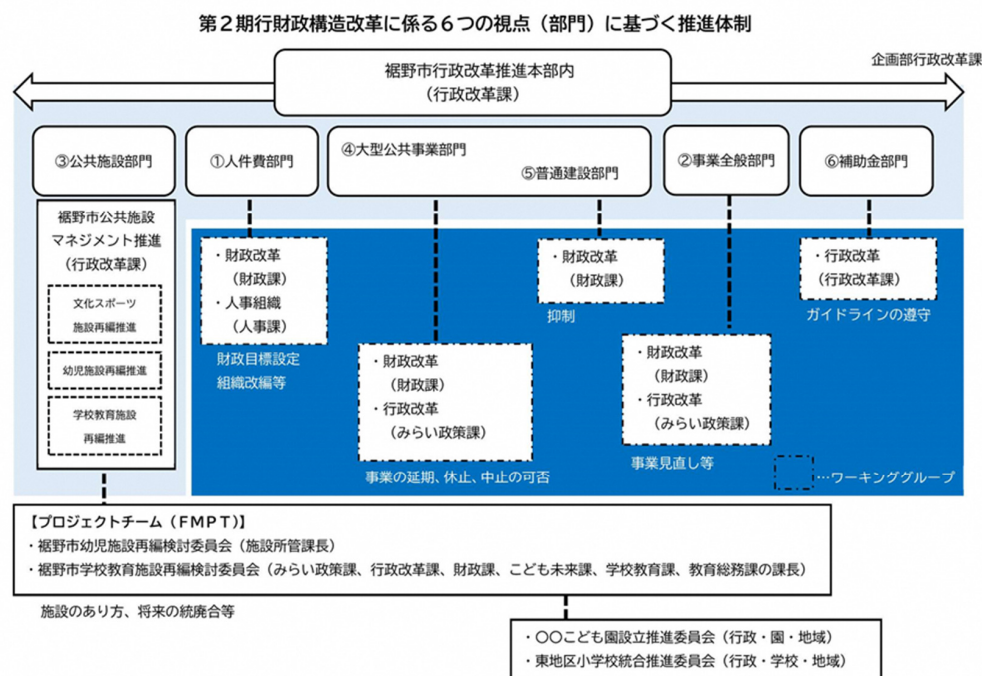 第２期行財政構造改革に係る６つの視点（部門）に基づく推進体制
企画部行政改革課
裾野市行政改革推進本部内
（行政改革課）
③公共施設部門
①人件費部門
④大型公共事業部門
⑤普通建設部門
②事業全般部門
⑥補助金部門
裾野市公共施設
マネジメント推進
（行政改革課）
文化スポーツ
施設再編推進
幼児施設再編推進
学校教育施設
再編推進
・財政改革
（財政課）
・人事組織
（人事課）
財政目標設定
組織改編等
・財政改革
（財政課）
・行政改革
（みらい政策課）
事業の延期、休止、中止の可否
・財政改革
（財政課）
抑制
・財政改革
（財政課）
・行政改革
（みらい政策課）
事業見直し等
・行政改革
（行政改革課）
ガイドラインの遵守
…ワーキンググループ
【プロジェクトチーム（ＦＭＰＴ）】
・裾野市幼児施設再編検討委員会（施設所管課長）
・裾野市学校教育施設再編検討委員会（みらい政策課、行政改革課、財政課、こども未来課、学校教育課、教育総務課の課長）
施設のあり方、将来の統廃合等
・〇〇こども園設立推進委員会（行政・園・地域）
・東地区小学校統合推進委員会（行政・学校・地域）